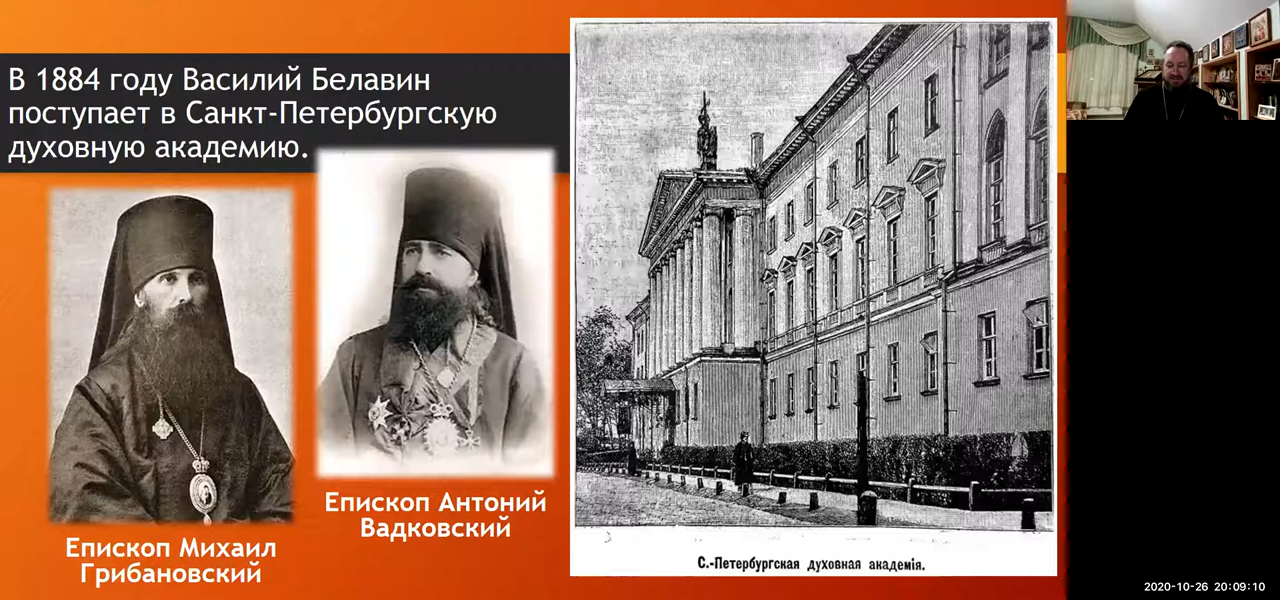 В 1884 году Василий Белавин
поступает в Санкт-Петербургскую
духовную академию.
Епископ Михаил
Грибановский
Епископ Антоний
Вадковский
С.-Петербургская духовная академія.
2020-10-26 20:09:10